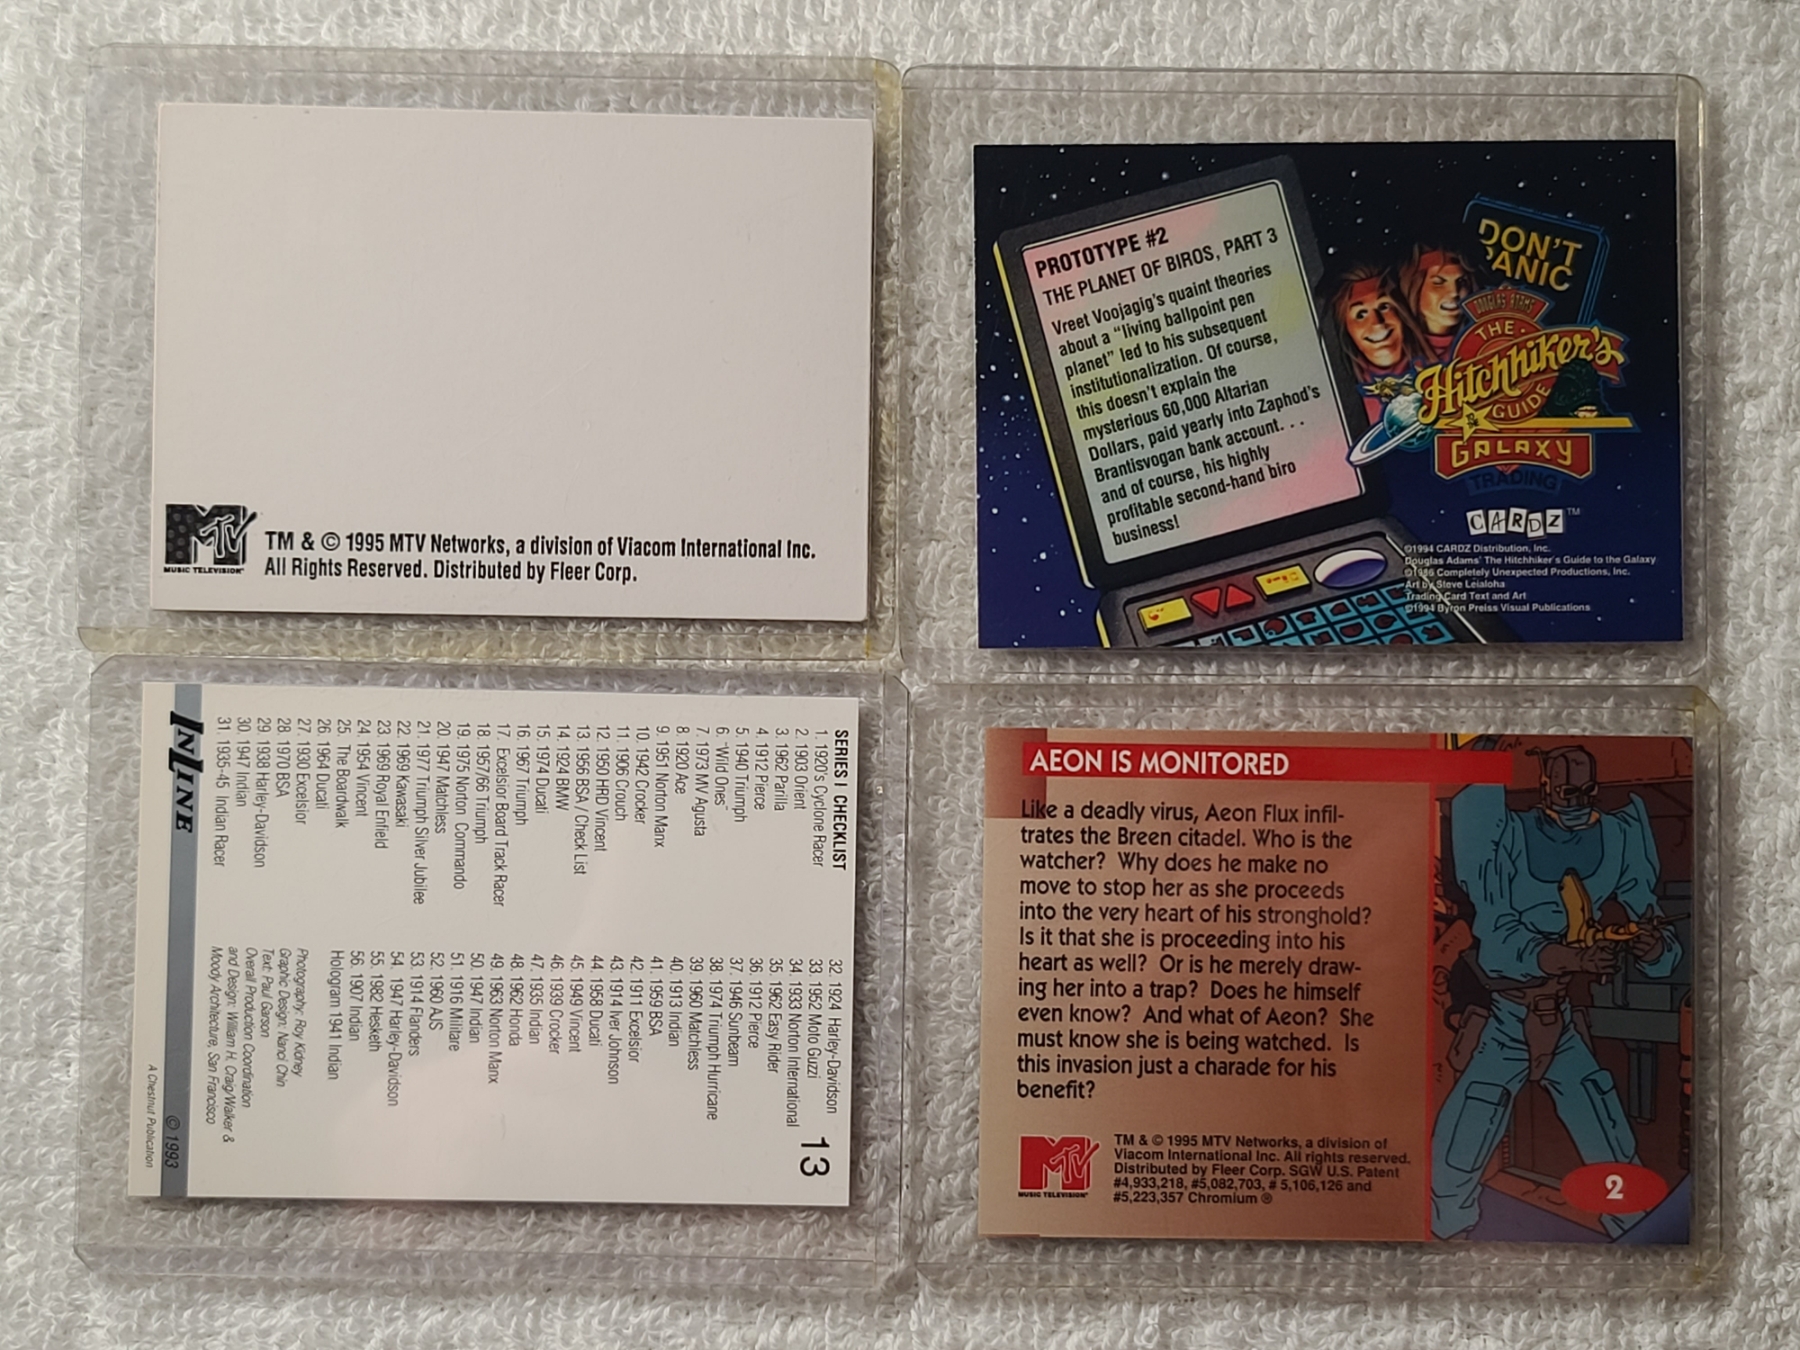 MTV
MUSIC TELEVISION®
TM & © 1995 MTV Networks, a division of Viacom International Inc.
All Rights Reserved. Distributed by Fleer Corp.
PROTOTYPE #2
THE PLANET OF BIROS, PART 3
Vreet Voojagig's quaint theories
about a "living ballpoint pen
planet" led to his subsequent
institutionalization. Of course,
this doesn't explain the
mysterious 60,000 Altarian
Dollars, paid yearly into Zaphod's
Brantisvogan bank account. . .
and of course, his highly
profitable second-hand biro
business!
DON'T
PANIC
DOUGLAS ADAMS
THE
Hitchhiker's
GUIDE
to the
GALAXY
TRADING
CARDZ™
©1994 CARDZ Distribution, Inc.
Douglas Adams' The Hitchhiker's Guide to the Galaxy
©1986 Completely Unexpected Productions, Inc.
Art by Steve Leialoha
Trading Card Text and Art
©1994 Byron Preiss Visual Publications
SERIES I CHECKLIST
1. 1920's Cyclone Racer
2. 1903 Orient
3. 1962 Parilla
4. 1912 Pierce
5. 1940 Triumph
6. "Wild Ones"
7. 1973 MV Agusta
8. 1920 Ace
9. 1951 Norton Manx
10. 1942 Crocker
11. 1906 Crouch
12. 1950 HRD Vincent
13. 1956 BSA / Check List
14. 1924 BMW
15. 1974 Ducati
16. 1967 Triumph
17. Excelsior Board Track Racer
18. 1957/66 Triumph
19. 1975 Norton Commando
20. 1947 Matchless
21. 1977 Triumph Silver Jubilee
22. 1969 Kawasaki
23. 1969 Royal Enfield
24. 1954 Vincent
25. The Boardwalk
26. 1964 Ducati
27. 1930 Excelsior
28. 1970 BSA
29. 1938 Harley-Davidson
30. 1947 Indian
31. 1935-45 Indian Racer
32. 1924 Harley-Davidson
33. 1952 Moto Guzzi
34. 1933 Norton International
35. 1962 Easy Rider
36. 1912 Pierce
37. 1946 Sunbeam
38. 1974 Triumph Hurricane
39. 1960 Matchless
40. 1913 Indian
41. 1959 BSA
42. 1911 Excelsior
43. 1914 Iver Johnson
44. 1958 Ducati
45. 1949 Vincent
46. 1939 Crocker
47. 1935 Indian
48. 1962 Honda
49. 1963 Norton Manx
50. 1947 Indian
51. 1916 Militare
52. 1960 AJS
53. 1914 Flanders
54. 1947 Harley-Davidson
55. 1982 Hesketh
56. 1907 Indian
Hologram 1941 Indian
Photography: Roy Kidney
Graphic Design: Nanci Chin
Text: Paul Garson
Overall Production Coordination
and Design: William H. Craig/Walker &
Moody Architecture, San Francisco
13
INLINE
© 1993
A Chestnut Publication
AEON IS MONITORED
Like a deadly virus, Aeon Flux infil-
trates the Breen citadel. Who is the
watcher? Why does he make no
move to stop her as she proceeds
into the very heart of his stronghold?
Is it that she is proceeding into his
heart as well? Or is he merely draw-
ing her into a trap? Does he himself
even know? And what of Aeon? She
must know she is being watched. Is
this invasion just a charade for his
benefit?
MTV
MUSIC TELEVISION®
TM & © 1995 MTV Networks, a division of
Viacom International Inc. All rights reserved.
Distributed by Fleer Corp. SGW U.S. Patent
#4,933,218, #5,082,703, # 5,106,126 and
#5,223,357 Chromium ®
2